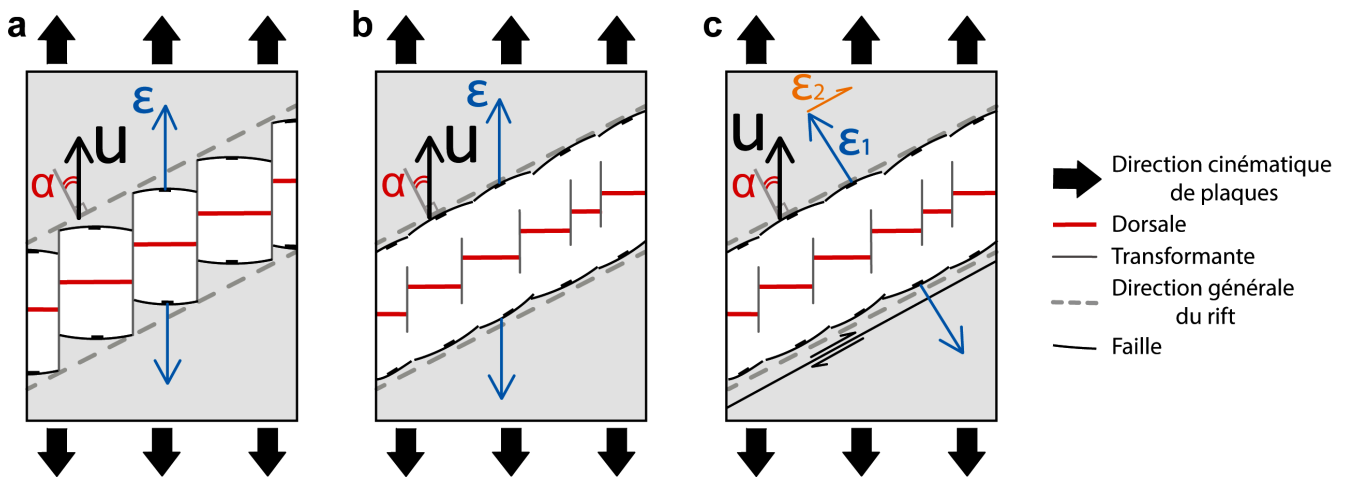 a
ε
u
α
b
ε
u
α
c
ε2
u
ε1
α
Direction cinématique
de plaques
Dorsale
Transformante
Direction générale
du rift
Faille